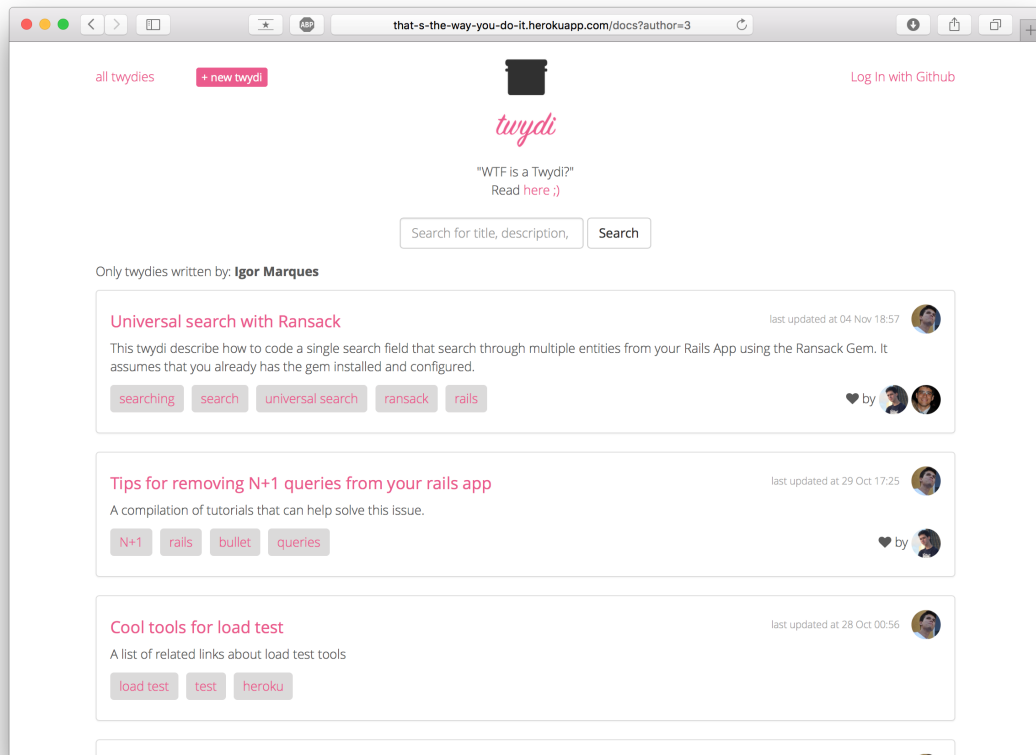 that-s-the-way-you-do-it.herokuapp.com/docs?author=3
ABP
all twydies
+ new twydi
Log In with Github
twydi
"WTF is a Twydi?"
Read here ;)
Search for title, description,
Search
Only twydies written by: Igor Marques
Universal search with Ransack
last updated at 04 Nov 18:57
This twydi describe how to code a single search field that search through multiple entities from your Rails App using the Ransack Gem. It
assumes that you already has the gem installed and configured.
searching search universal search ransack rails
by
Tips for removing N+1 queries from your rails app
last updated at 29 Oct 17:25
A compilation of tutorials that can help solve this issue.
N+1 rails bullet queries
by
Cool tools for load test
last updated at 28 Oct 00:56
A list of related links about load test tools
load test test heroku